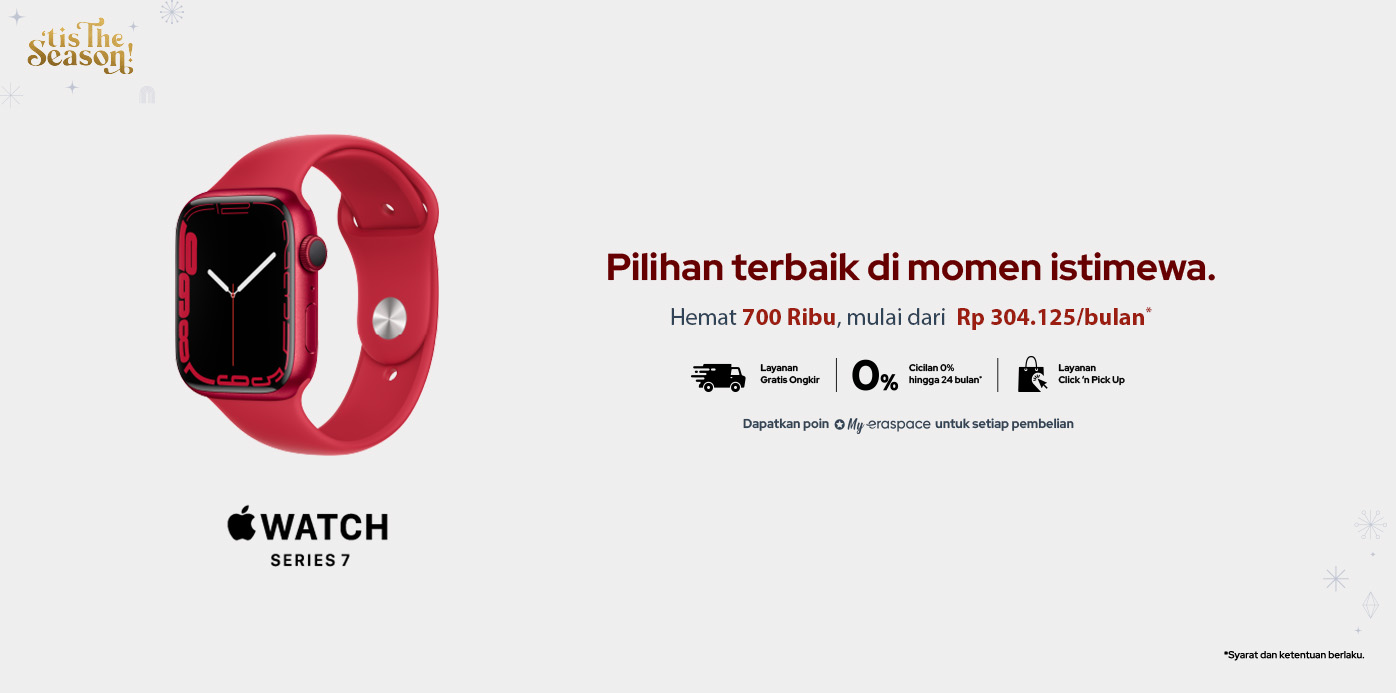 'tis The
Season!
Pilihan terbaik di momen istimewa.
Hemat 700 Ribu, mulai dari Rp 304.125/bulan*
Layanan
Gratis Ongkir
0%
Cicilan 0%
hingga 24 bulan*
Layanan
Click 'n Pick Up
Dapatkan poin My eraspace untuk setiap pembelian
WATCH
SERIES 7
*Syarat dan ketentuan berlaku.